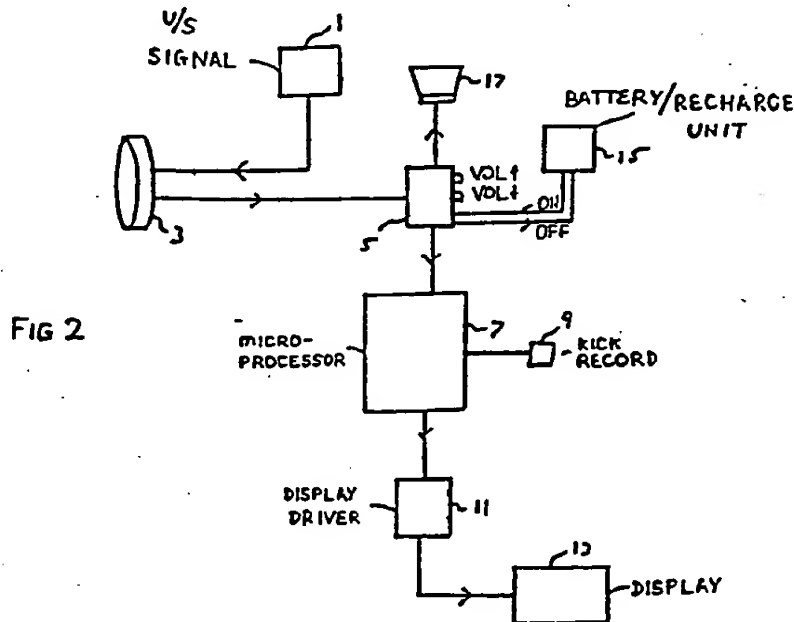 U/S
SIGNAL
1
17
BATTERY/RECHARGE
UNIT
15
VOL↑
VOL↓
ON
OFF
3
5
FIG 2
MICRO-
PROCESSOR
7
9
KICK
RECORD
DISPLAY
DRIVER
11
13
DISPLAY